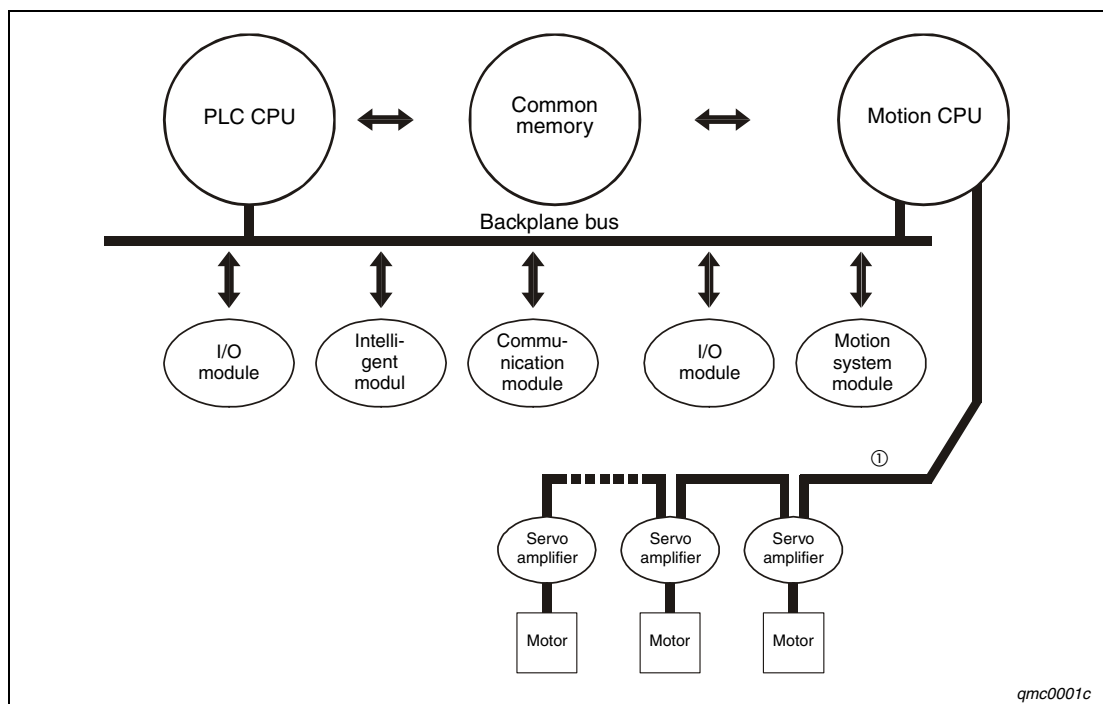 PLC CPU
Common
memory
Motion CPU
Backplane bus
I/O
module
Intelli-
gent
modul
Commu-
nication
module
I/O
module
Motion
system
module
①
Servo
amplifier
Servo
amplifier
Servo
amplifier
Motor
Motor
Motor
qmc0001c